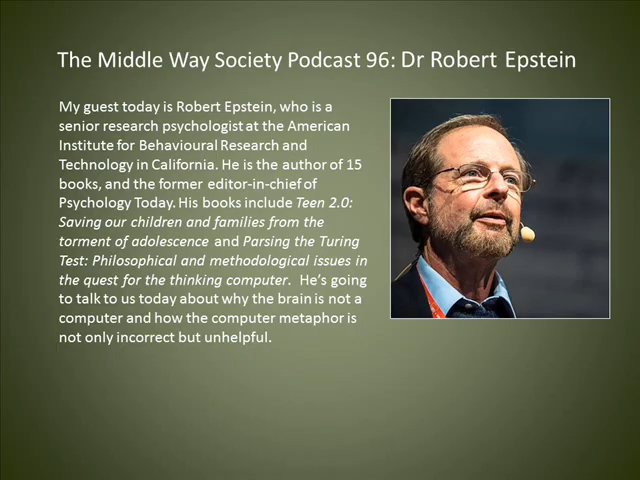 The Middle Way Society Podcast 96: Dr Robert Epstein
My guest today is Robert Epstein, who is a
senior research psychologist at the American
Institute for Behavioural Research and
Technology in California. He is the author of 15
books, and the former editor-in-chief of
Psychology Today. His books include Teen 2.0:
Saving our children and families from the
torment of adolescence and Parsing the Turing
Test: Philosophical and methodological issues in
the quest for the thinking computer. He's going
to talk to us today about why the brain is not a
computer and how the computer metaphor is
not only incorrect but unhelpful.